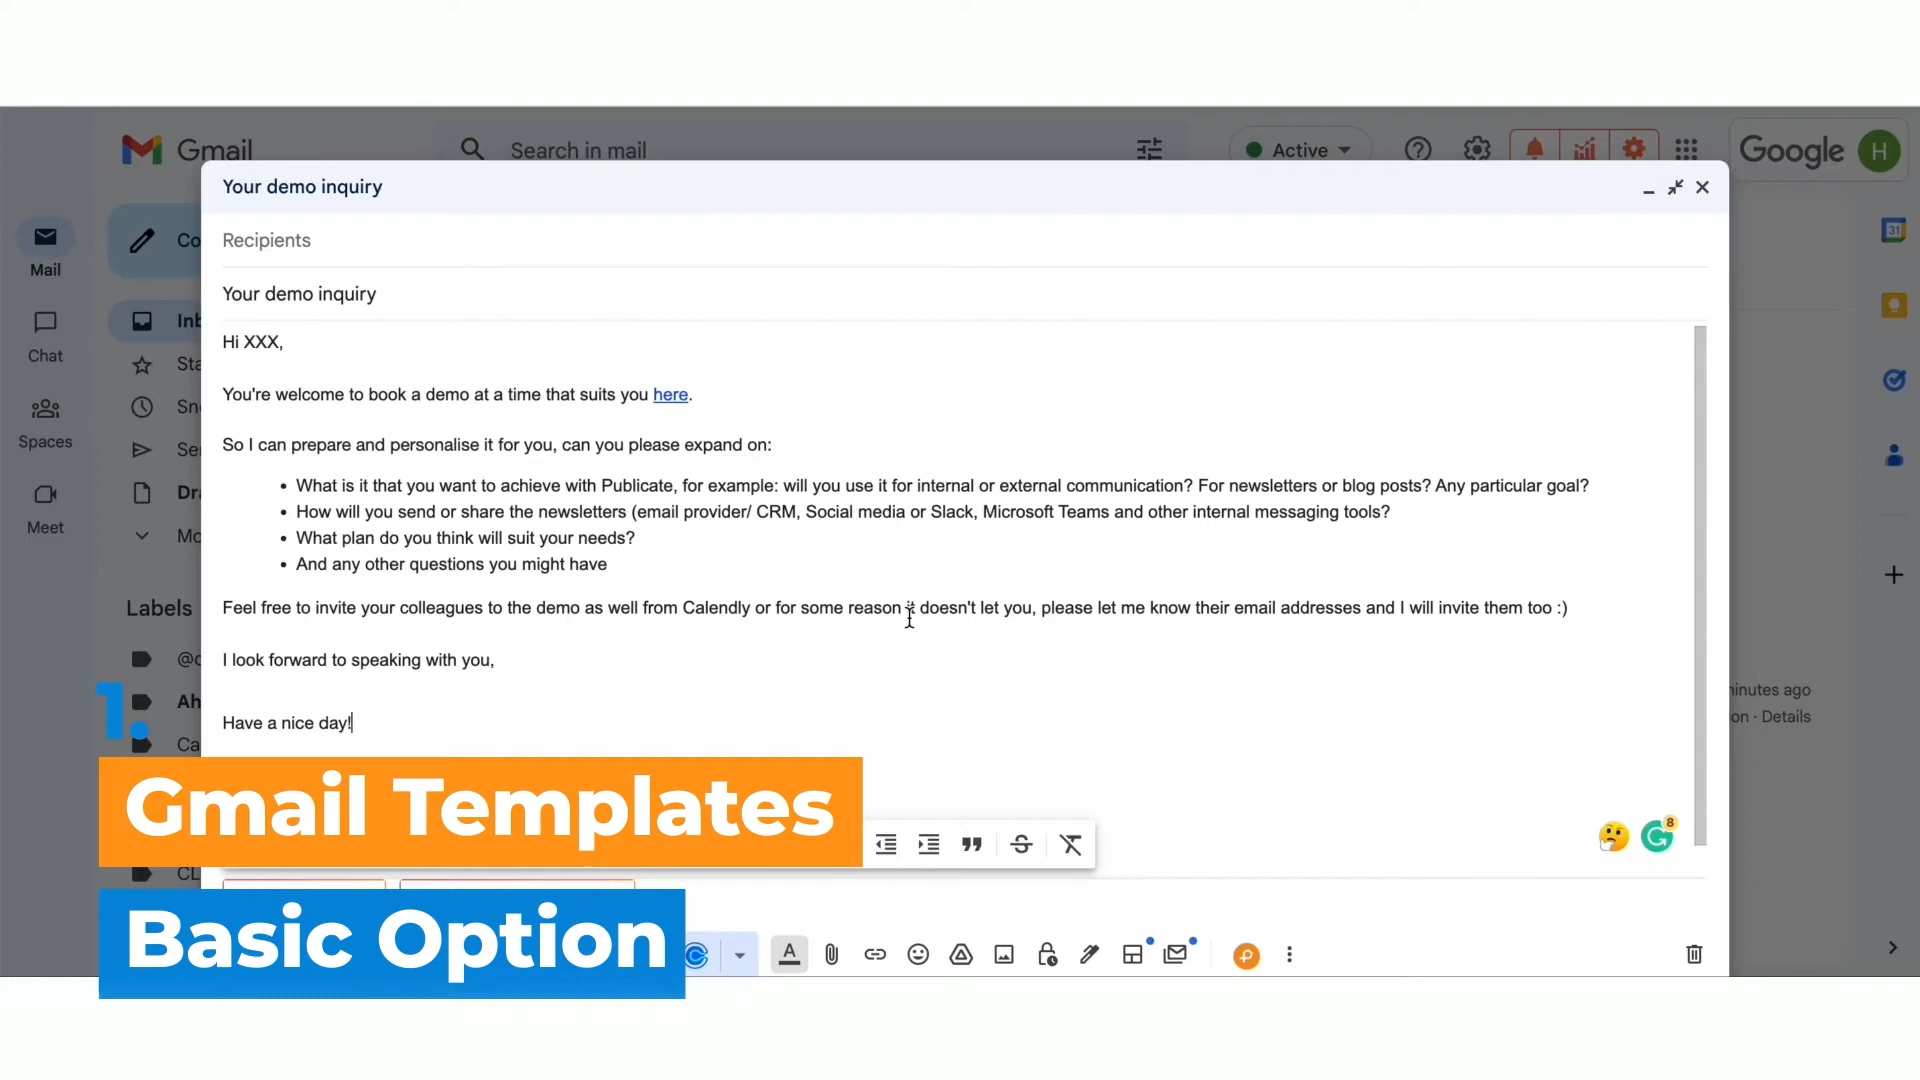 Gmail
Search in mail
Active
Google
H
Your demo inquiry
Recipients
Your demo inquiry
Mail
Chat
Spaces
Meet
31
Hi XXX,
You're welcome to book a demo at a time that suits you here.
So I can prepare and personalise it for you, can you please expand on:
• What is it that you want to achieve with Publicate, for example: will you use it for internal or external communication? For newsletters or blog posts? Any particular goal?
• How will you send or share the newsletters (email provider/ CRM, Social media or Slack, Microsoft Teams and other internal messaging tools?
• What plan do you think will suit your needs?
• And any other questions you might have
Labels
Feel free to invite your colleagues to the demo as well from Calendly or for some reason it doesn't let you, please let me know their email addresses and I will invite them too :)
I look forward to speaking with you,
minutes ago
Details
Have a nice day!
1.
Gmail Templates
8
Basic Option